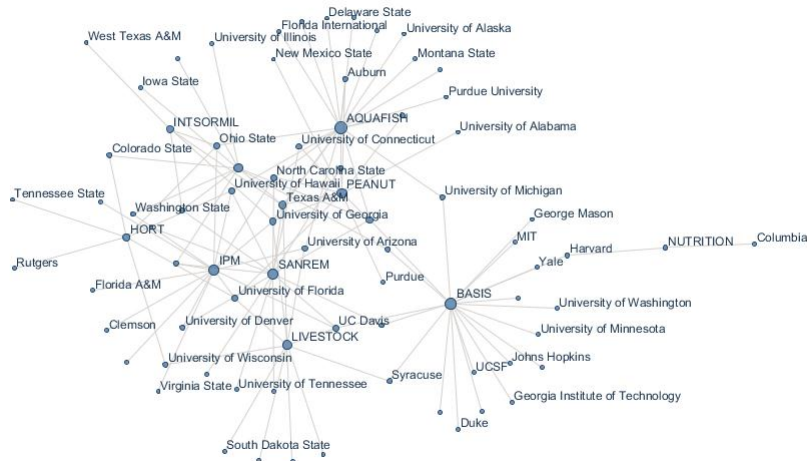 Delaware State
Florida International
University of Alaska
West Texas A&M
University of Illinois
New Mexico State
Montana State
Auburn
Iowa State
Purdue University
AQUAFISH
INTSORMIL
University of Alabama
Ohio State
University of Connecticut
Colorado State
North Carolina State
University of Hawaii
PEANUT
University of Michigan
Tennessee State
Texas A&M
Washington State
University of Georgia
George Mason
HORT
MIT
University of Arizona
Harvard
NUTRITION
Columbia
Rutgers
IPM
SANREM
Yale
Purdue
Florida A&M
University of Florida
BASIS
University of Washington
Clemson
University of Denver
UC Davis
University of Minnesota
LIVESTOCK
University of Wisconsin
Johns Hopkins
UCSF
Syracuse
Virginia State
University of Tennessee
Georgia Institute of Technology
Duke
South Dakota State